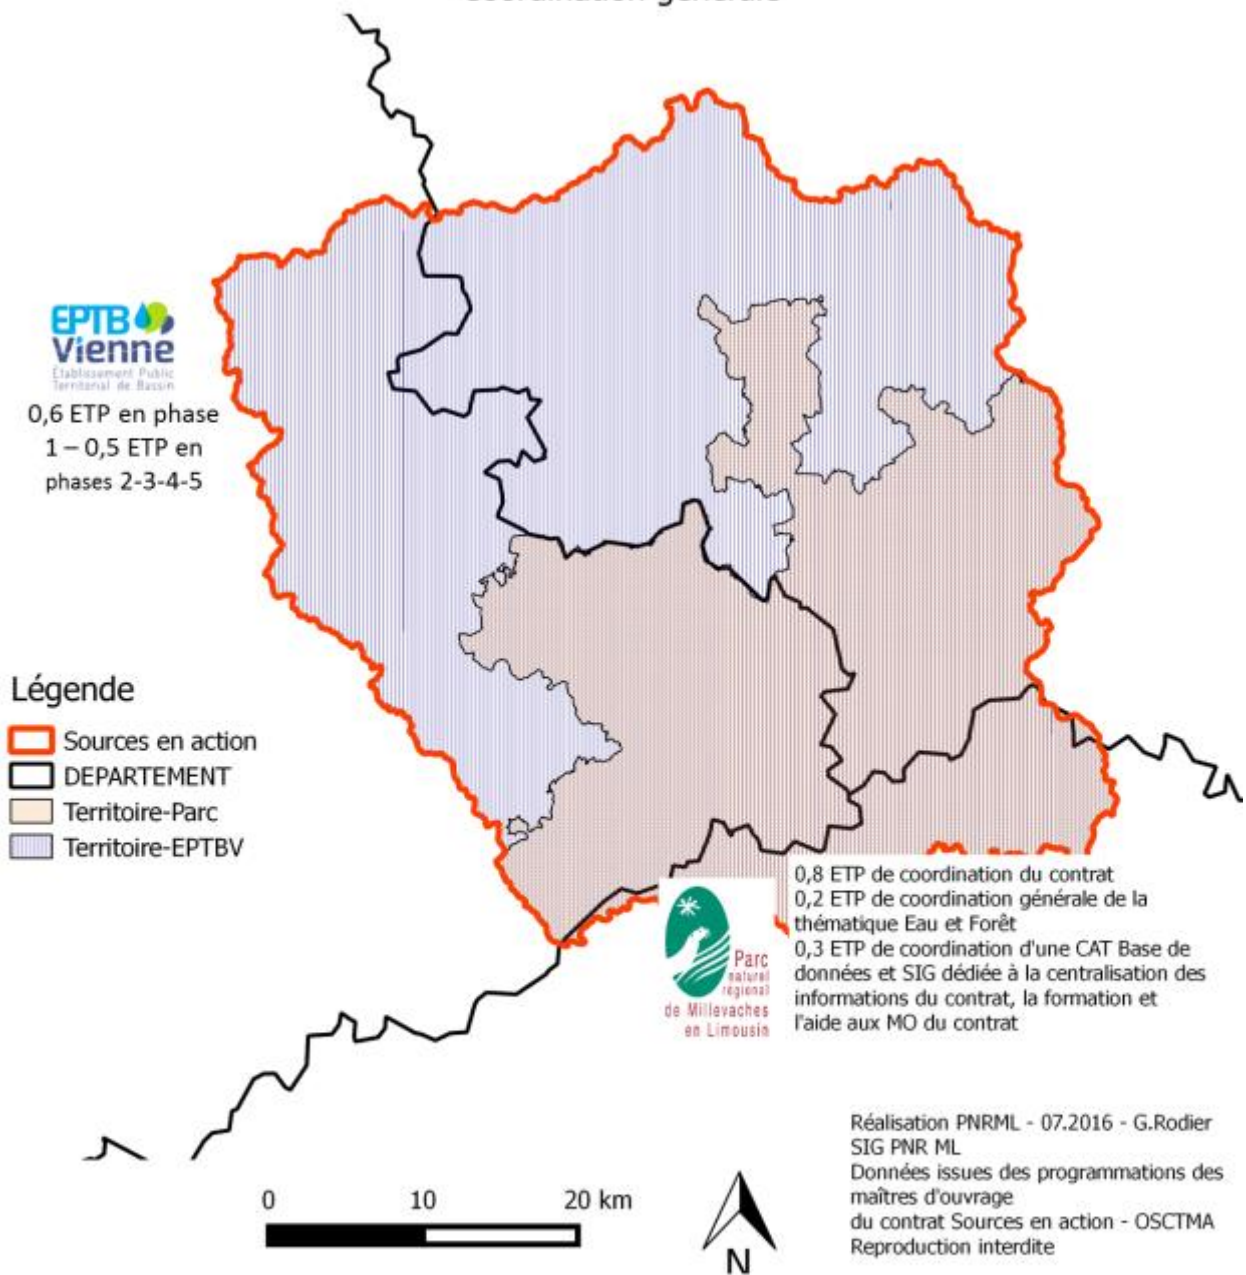 EPTB
Vienne
Établissement Public
Territorial de Bassin
0,6 ETP en phase
1 – 0,5 ETP en
phases 2-3-4-5
Légende
Sources en action
DEPARTEMENT
Territoire-Parc
Territoire-EPTBV
Parc
naturel
régional
de Millevaches
en Limousin
0,8 ETP de coordination du contrat
0,2 ETP de coordination générale de la
thématique Eau et Forêt
0,3 ETP de coordination d'une CAT Base de
données et SIG dédiée à la centralisation des
informations du contrat, la formation et
l'aide aux MO du contrat
Réalisation PNRML - 07.2016 - G.Rodier
SIG PNR ML
Données issues des programmations des
maîtres d'ouvrage
du contrat Sources en action - OSCTMA
Reproduction interdite
0 10 20 km
N